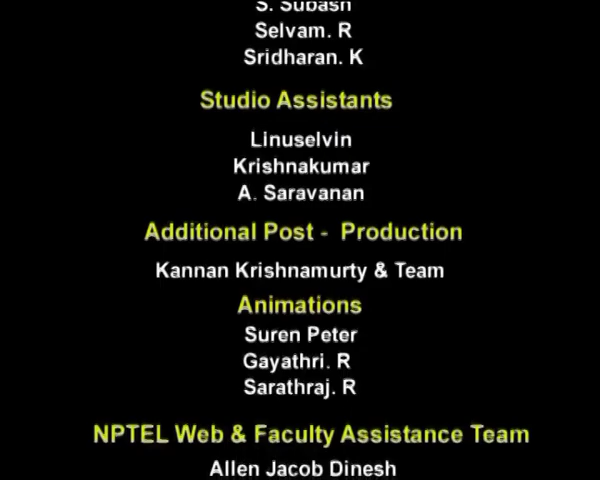 S. Subash
Selvam. R
Sridharan. K
Studio Assistants
Linuselvin
Krishnakumar
A. Saravanan
Additional Post -  Production
Kannan Krishnamurty & Team
Animations
Suren Peter
Gayathri. R
Sarathraj. R
NPTEL Web & Faculty Assistance Team
Allen Jacob Dinesh